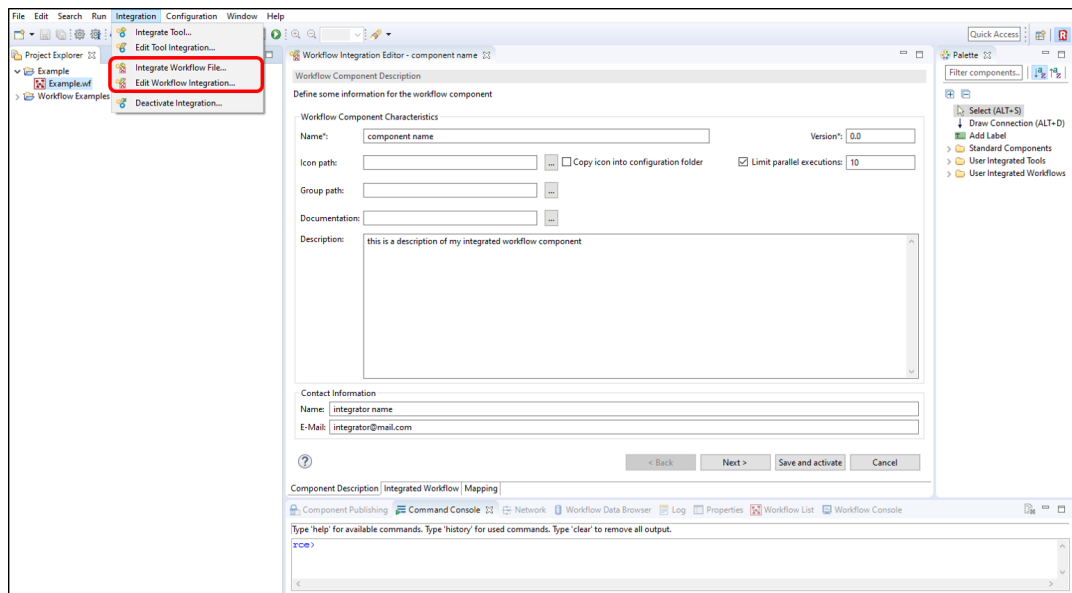 File Edit Search Run Integration Configuration Window Help
Integrate Tool...
Edit Tool Integration...
Integrate Workflow File...
Edit Workflow Integration...
Deactivate Integration...
Quick Access
Project Explorer
Example
Example.wf
Workflow Examples
Workflow Integration Editor - component name
Workflow Component Description
Define some information for the workflow component
Workflow Component Characteristics
Name*: component name Version*: 0.0
Icon path: ... Copy icon into configuration folder Limit parallel executions: 10
Group path: ...
Documentation: ...
Description: this is a description of my integrated workflow component
Contact Information
Name: integrator name
E-Mail: integrator@mail.com
< Back Next > Save and activate Cancel
Component Description Integrated Workflow Mapping
Palette
Filter components..
Select (ALT+S)
Draw Connection (ALT+D)
Add Label
Standard Components
User Integrated Tools
User Integrated Workflows
Component Publishing Command Console Network Workflow Data Browser Log Properties Workflow List Workflow Console
Type 'help' for available commands. Type 'history' for used commands. Type 'clear' to remove all output.
rce>